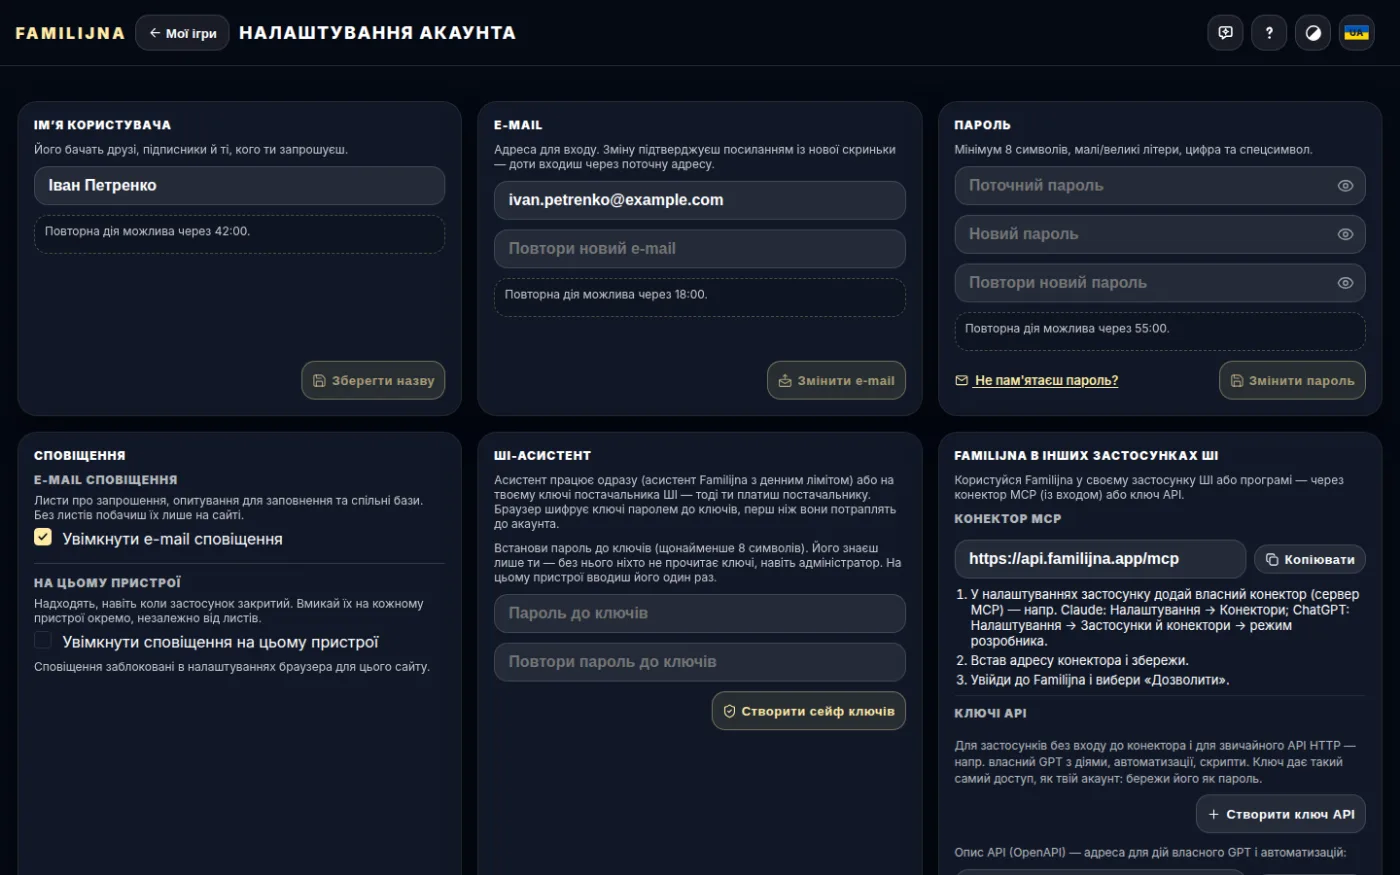 FAMILIJNA
← Мої ігри
НАЛАШТУВАННЯ АКАУНТА
?
UA
ІМ'Я КОРИСТУВАЧА
Його бачать друзі, підписники й ті, кого ти запрошуєш.
Іван Петренко
Повторна дія можлива через 42:00.
Зберегти назву
E-MAIL
Адреса для входу. Зміну підтверджуєш посиланням із нової скриньки
— доти входиш через поточну адресу.
ivan.petrenko@example.com
Повтори новий e-mail
Повторна дія можлива через 18:00.
Змінити e-mail
ПАРОЛЬ
Мінімум 8 символів, малі/великі літери, цифра та спецсимвол.
Поточний пароль
Новий пароль
Повтори новий пароль
Повторна дія можлива через 55:00.
Не пам'ятаєш пароль?
Змінити пароль
СПОВІЩЕННЯ
E-MAIL СПОВІЩЕННЯ
Листи про запрошення, опитування для заповнення та спільні бази.
Без листів побачиш їх лише на сайті.
Увімкнути e-mail сповіщення
НА ЦЬОМУ ПРИСТРОЇ
Надходять, навіть коли застосунок закритий. Вмикай їх на кожному
пристрої окремо, незалежно від листів.
Увімкнути сповіщення на цьому пристрої
Сповіщення заблоковані в налаштуваннях браузера для цього сайту.
ШІ-АСИСТЕНТ
Асистент працює одразу (асистент Familijna з денним лімітом) або на
твоєму ключі постачальника ШІ — тоді ти платиш постачальнику.
Браузер шифрує ключі паролем до ключів, перш ніж вони потраплять
до акаунта.
Встанови пароль до ключів (щонайменше 8 символів). Його знаєш
лише ти — без нього ніхто не прочитає ключі, навіть адміністратор. На
цьому пристрої вводиш його один раз.
Пароль до ключів
Повтори пароль до ключів
Створити сейф ключів
FAMILIJNA В ІНШИХ ЗАСТОСУНКАХ ШІ
Користуйся Familijna у своєму застосунку ШІ або програмі — через
конектор MCP (із входом) або ключ API.
КОНЕКТОР MCP
https://api.familijna.app/mcp
Копіювати
1. У налаштуваннях застосунку додай власний конектор (сервер
MCP) — напр. Claude: Налаштування → Конектори; ChatGPT:
Налаштування → Застосунки й конектори → режим
розробника.
2. Встав адресу конектора і збережи.
3. Увійди до Familijna і вибери «Дозволити».
КЛЮЧІ API
Для застосунків без входу до конектора і для звичайного API HTTP —
напр. власний GPT з діями, автоматизації, скрипти. Ключ дає такий
самий доступ, як твій акаунт: бережи його як пароль.
+ Створити ключ API
Опис API (OpenAPI) — адреса для дій власного GPT і автоматизацій: